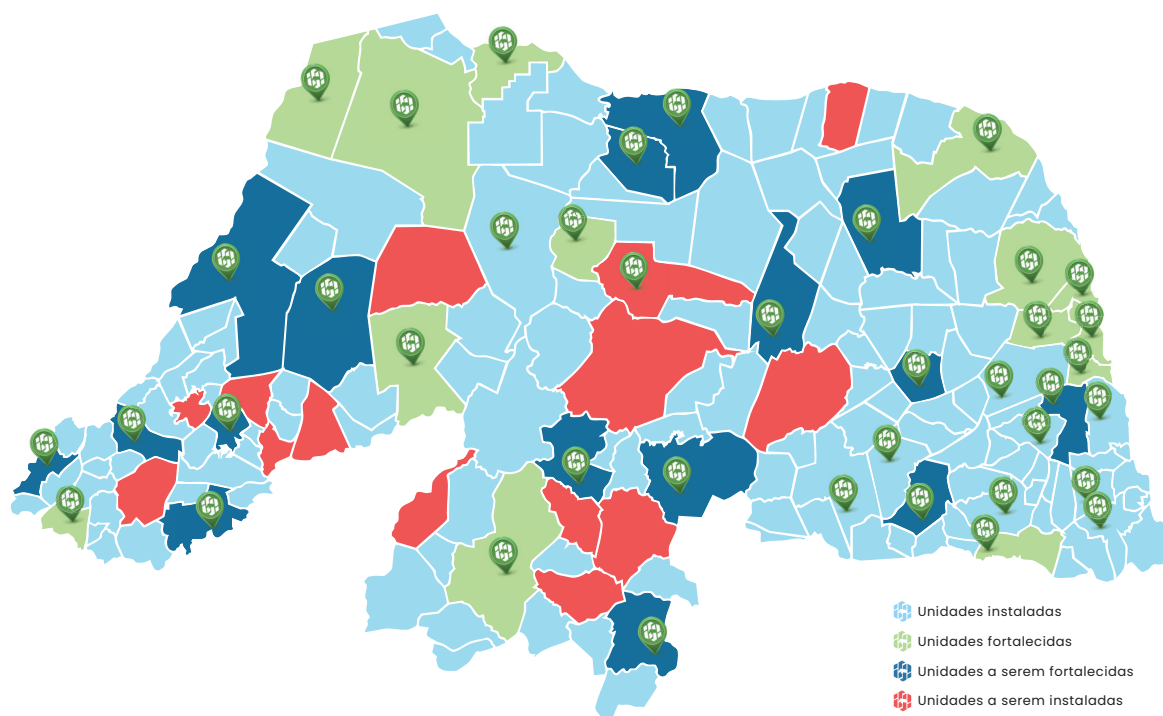 Unidades instaladas
Unidades fortalecidas
Unidades a serem fortalecidas
Unidades a serem instaladas